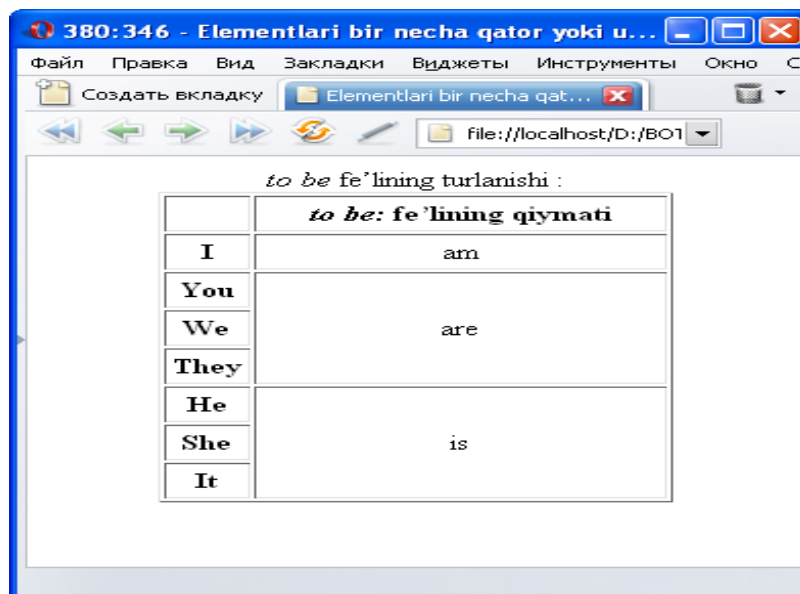 380:346 - Elementlari bir necha qator yoki u...
Файл Правка Вид Закладки Виджеты Инструменты Окно С
Создать вкладку Elementlari bir necha qat...
file://localhost/D:/BO1
to be fe’lining turlanishi :
to be: fe’lining qiymati
I am
You
We are
They
He
She is
It